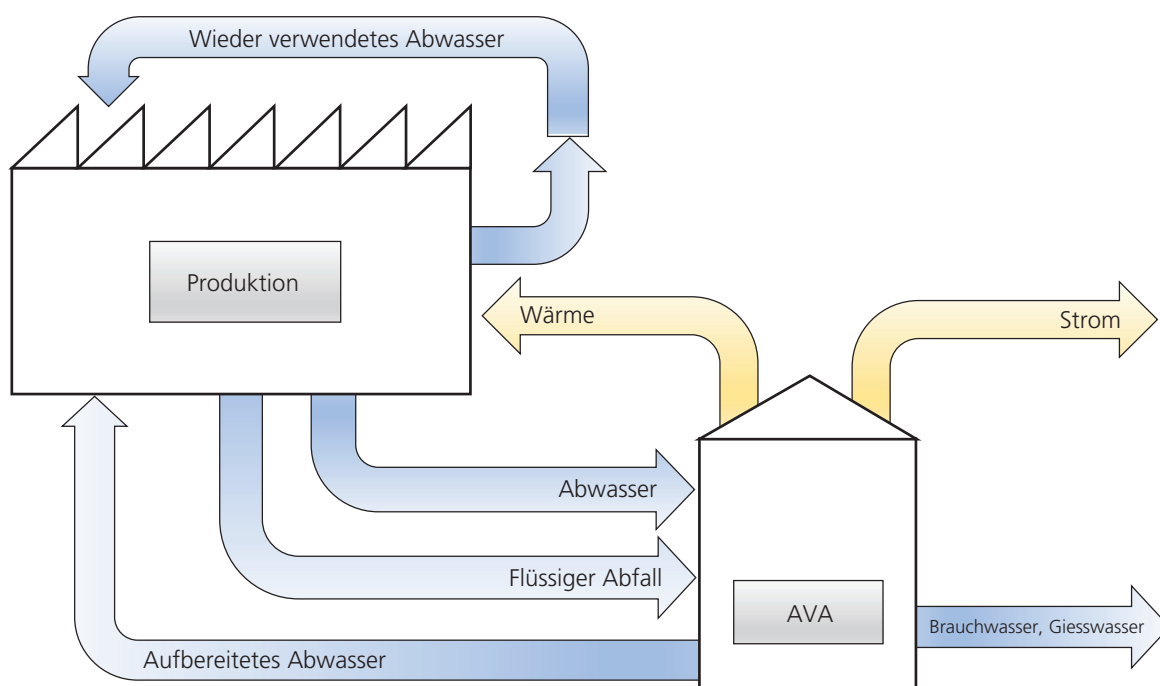 Wieder verwendetes Abwasser
Produktion
Wärme
Strom
Abwasser
Flüssiger Abfall
AVA
Brauchwasser, Giesswasser
Aufbereitetes Abwasser